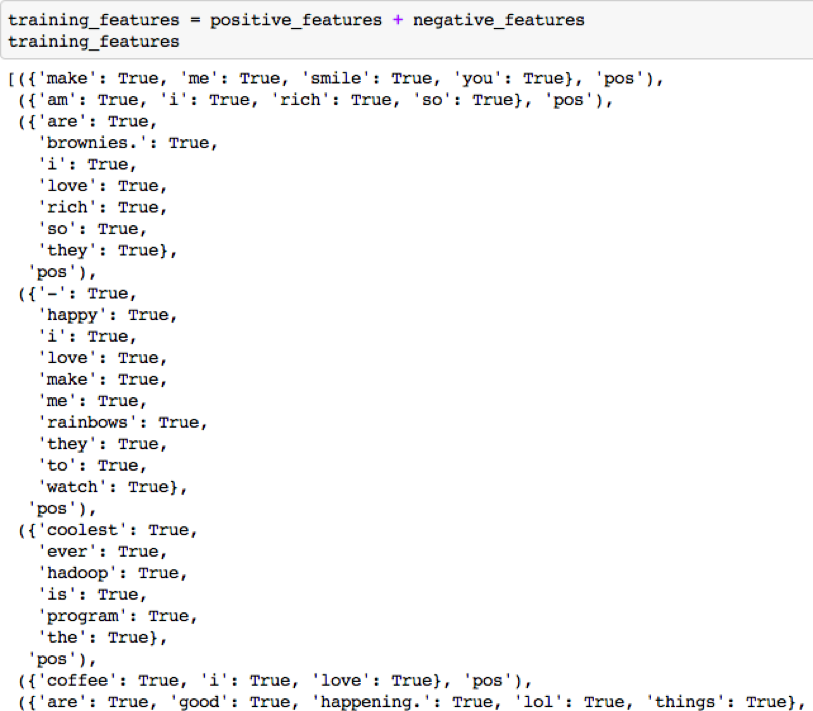 training_features = positive_features + negative_features
training_features
[({'make': True, 'me': True, 'smile': True, 'you': True}, 'pos'),
 ({'am': True, 'i': True, 'rich': True, 'so': True}, 'pos'),
 ({'are': True,
   'brownies.': True,
   'i': True,
   'love': True,
   'rich': True,
   'so': True,
   'they': True},
  'pos'),
 ({'-': True,
   'happy': True,
   'i': True,
   'love': True,
   'make': True,
   'me': True,
   'rainbows': True,
   'they': True,
   'to': True,
   'watch': True},
  'pos'),
 ({'coolest': True,
   'ever': True,
   'hadoop': True,
   'is': True,
   'program': True,
   'the': True},
  'pos'),
 ({'coffee': True, 'i': True, 'love': True}, 'pos'),
 ({'are': True, 'good': True, 'happening.': True, 'lol': True, 'things': True},